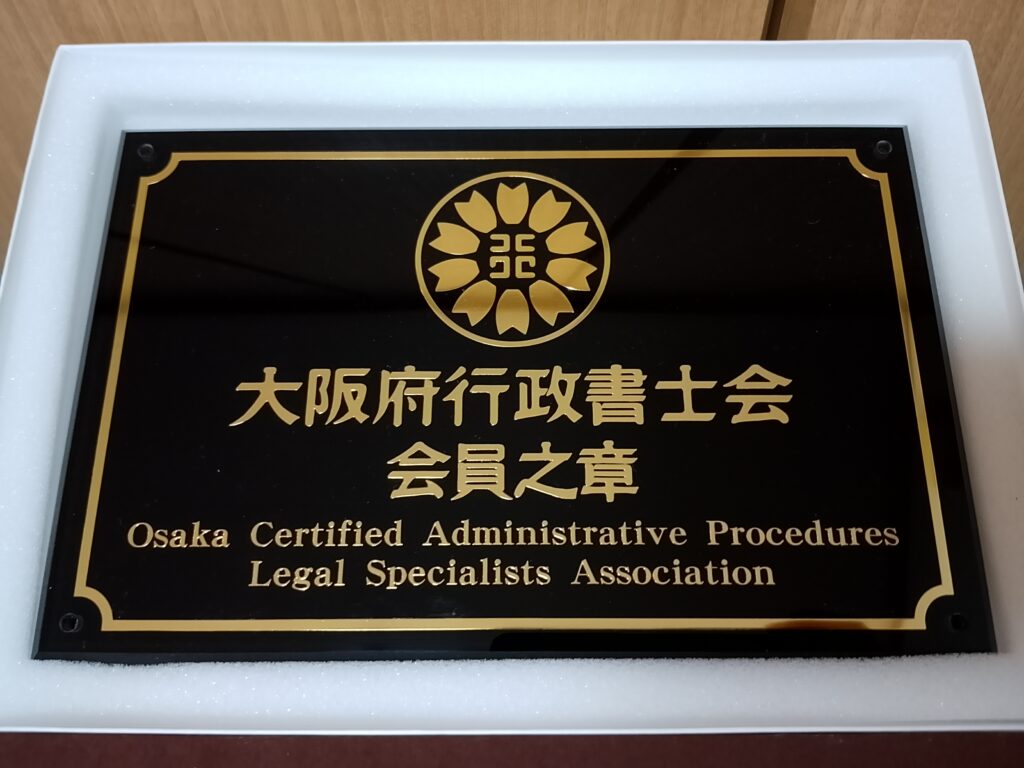 大阪府行政書士会
会員之章
Osaka Certified Administrative Procedures
Legal Specialists Association